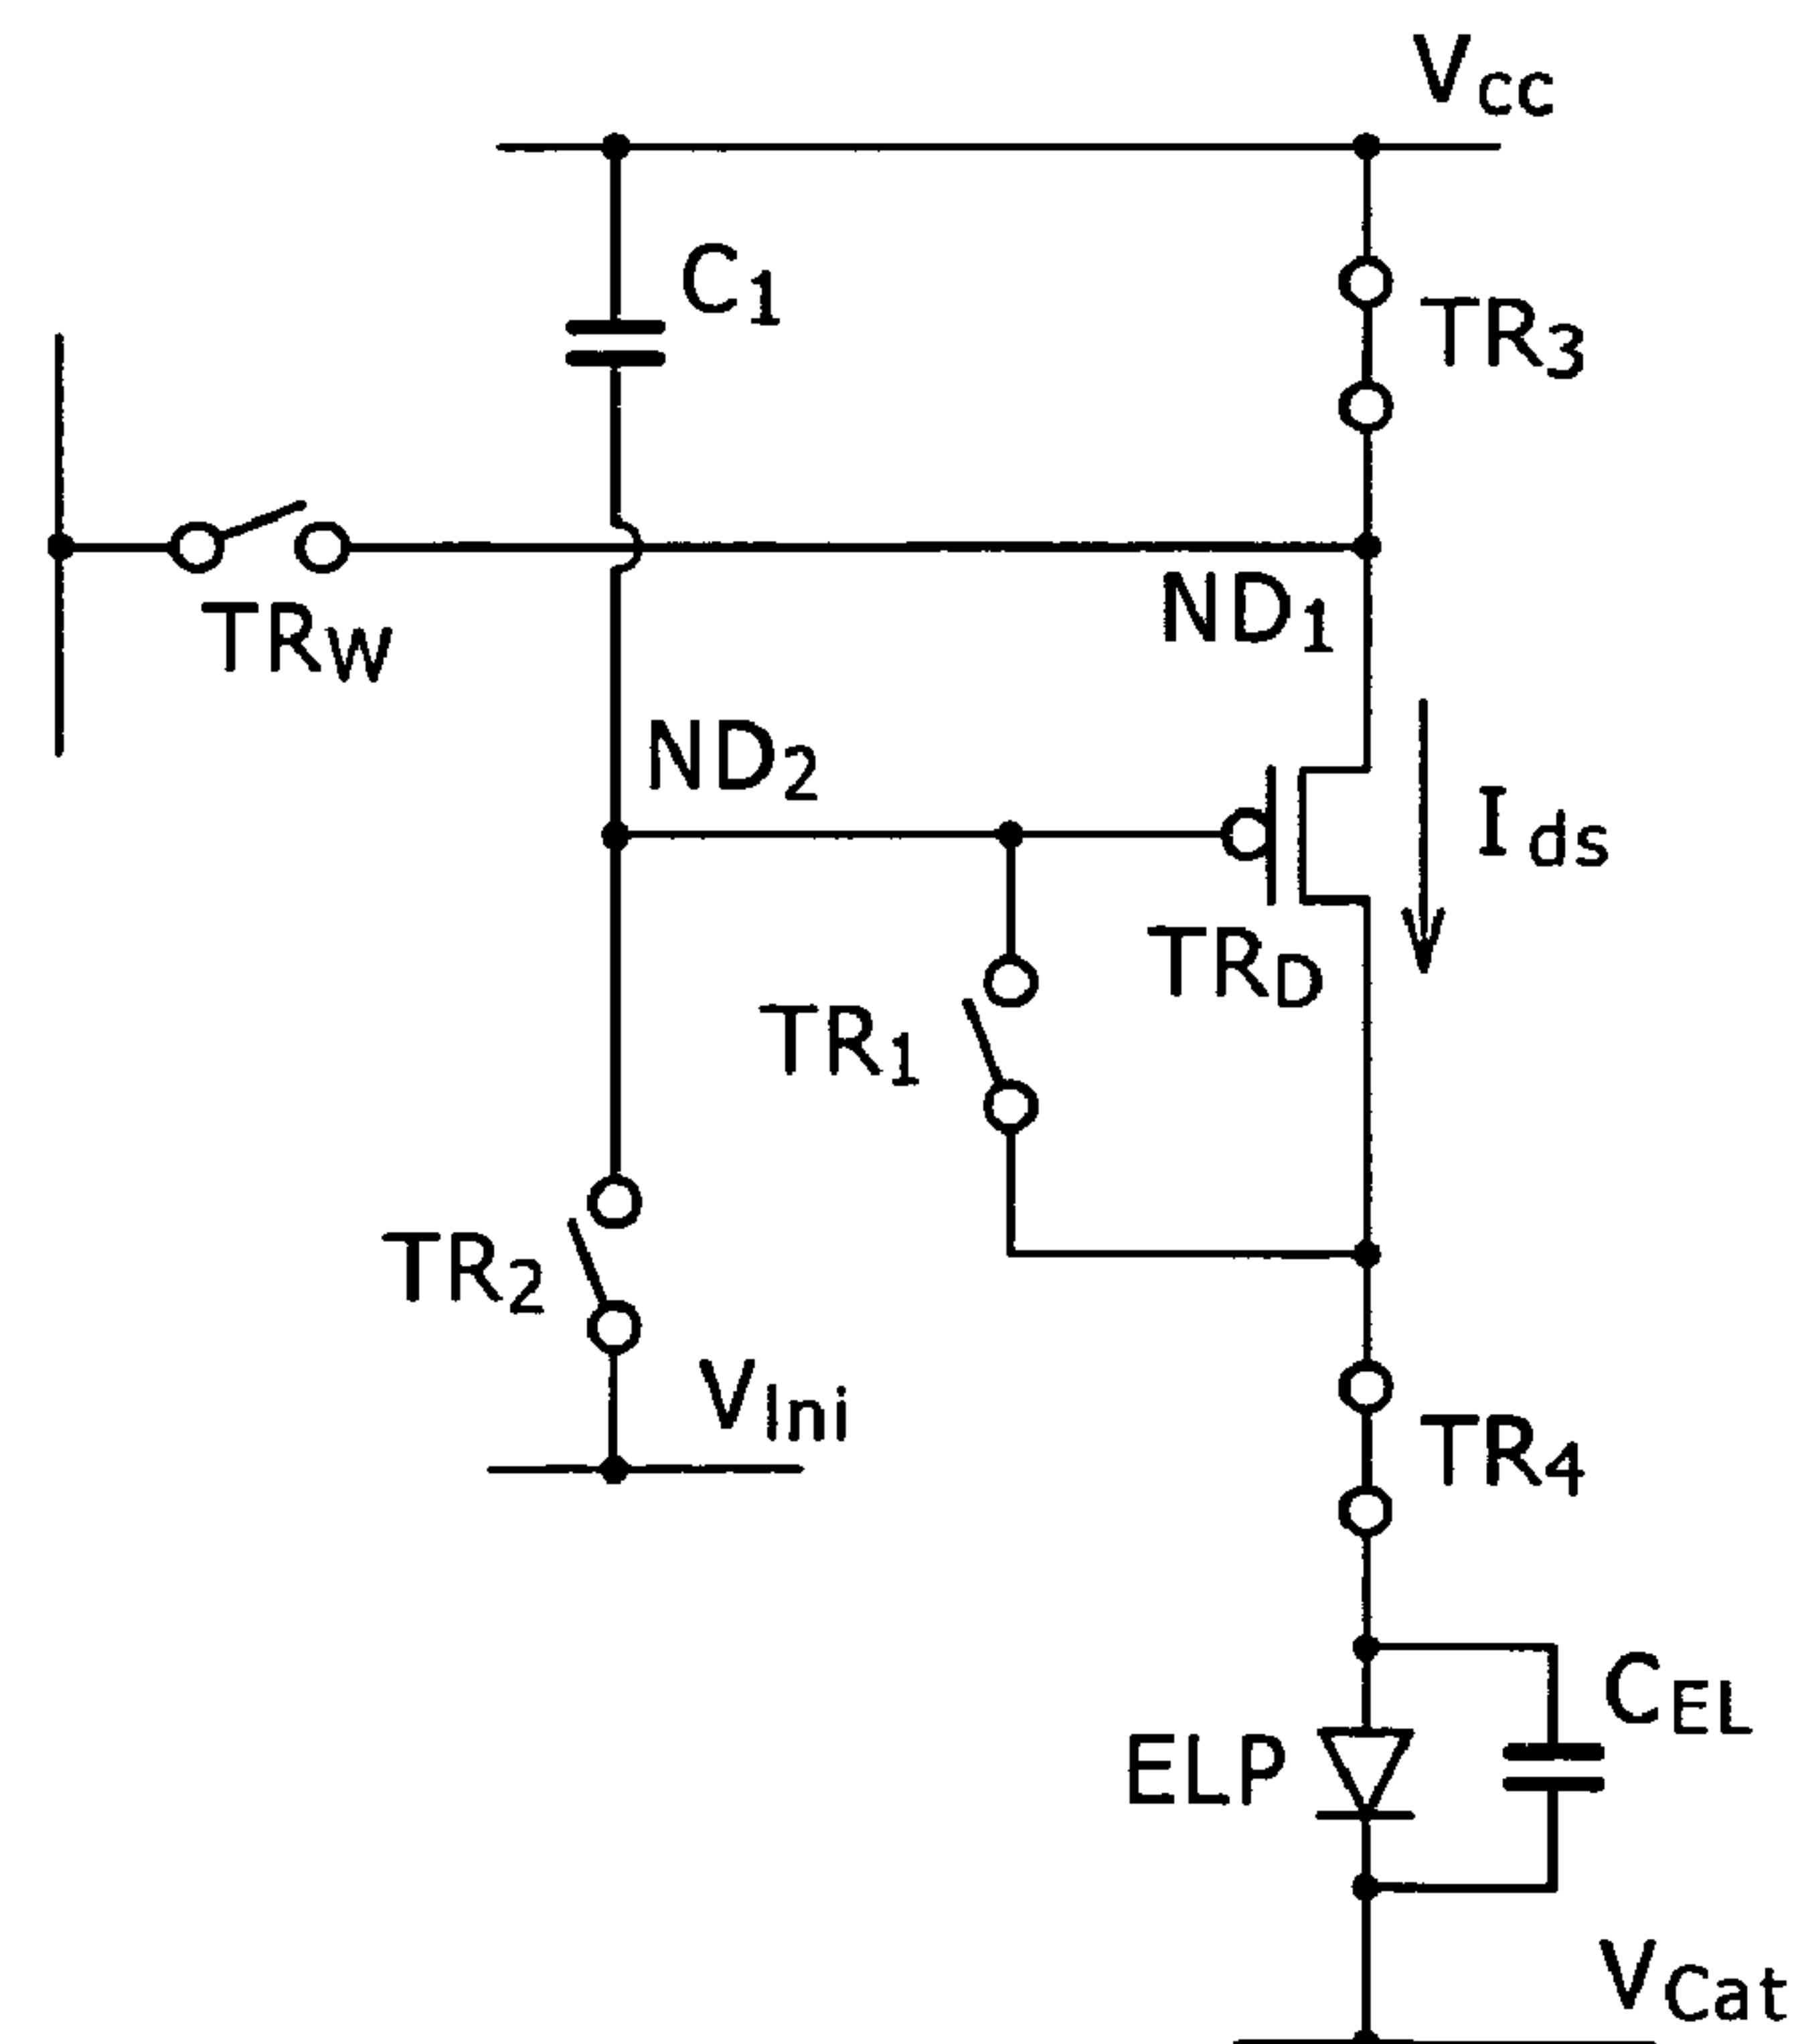 Vcc
C1
TR3
TRW
ND1
ND2
Ids
TRD
TR1
TR2
VIni
TR4
CEL
ELP
VCat